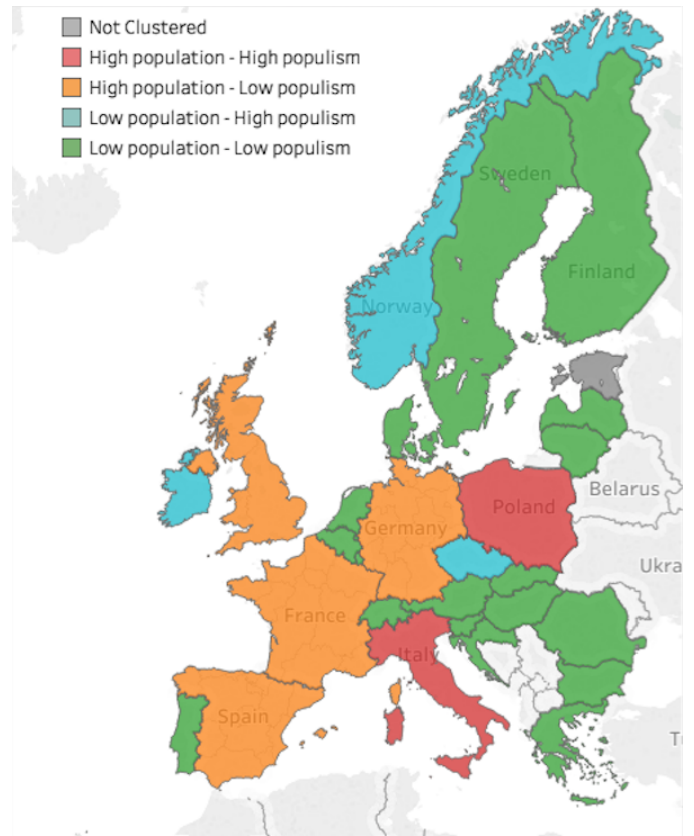 Not Clustered
High population - High populism
High population - Low populism
Low population - High populism
Low population - Low populism
Sweden
Finland
Norway
Belarus
Poland
Germany
Ukra
France
Italy
Spain
T